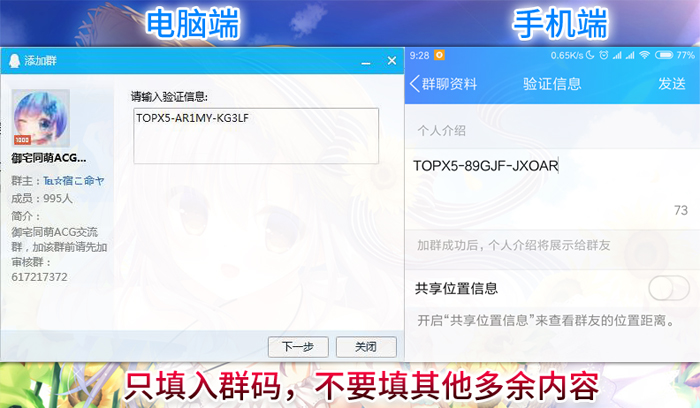 电脑端
手机端
添加群
1000
御宅同萌ACG...
群主：
成员：995人
简介：
御宅同萌ACG交流
群，加该群前请先加
审核群：
617217372
请输入验证信息:
TOPX5-AR1MY-KG3LF
下一步
关闭
9:28
0.65K/s
77%
群聊资料
验证信息
发送
个人介绍
TOPX5-89GJF-JXOAR
73
加群成功后，个人介绍将展示给群友
共享位置信息
开启“共享位置信息”来查看群友的位置距离。
只填入群码，不要填其他多余内容